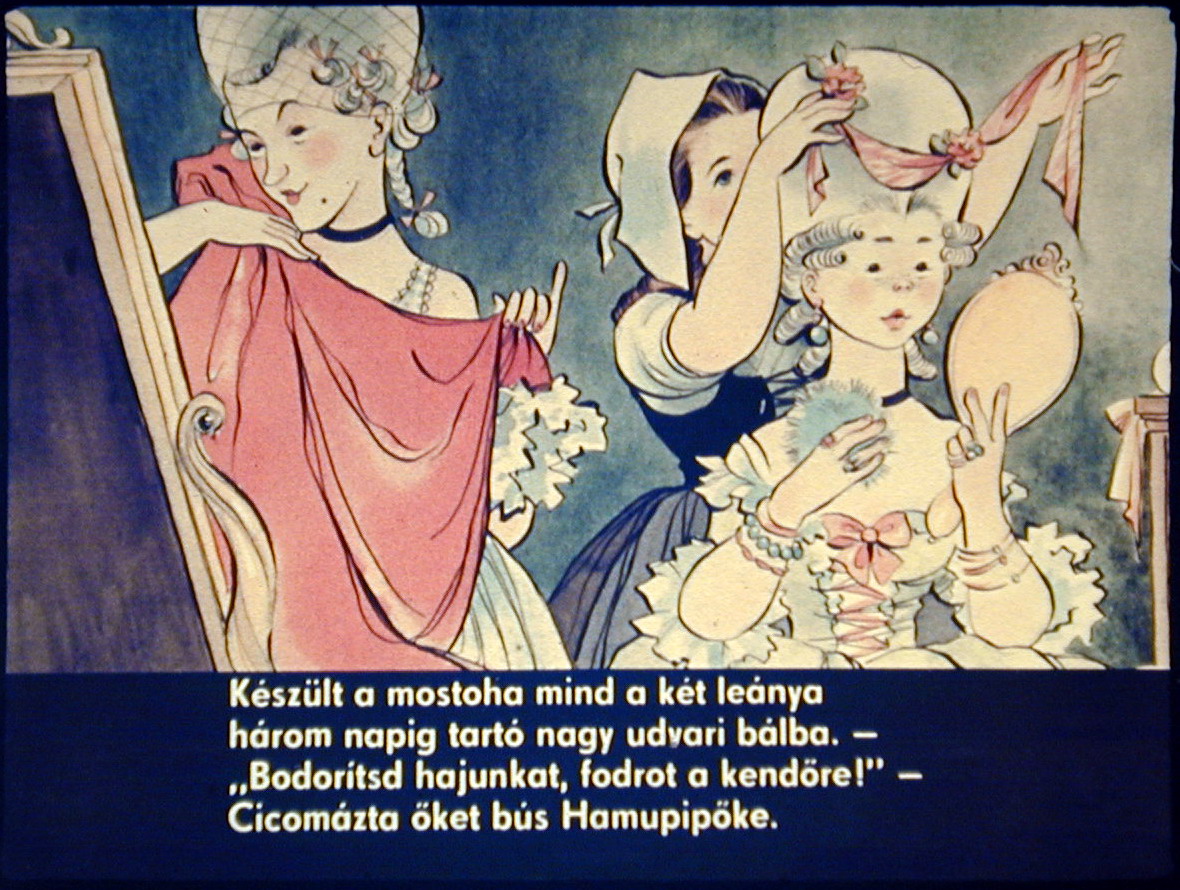 Készült a mostoha mind a két leánya
három napig tartó nagy udvari bálba. —
„Bodorítsd hajunkat, fodrot a kendőre!” —
Cicomázta őket bús Hamupipőke.